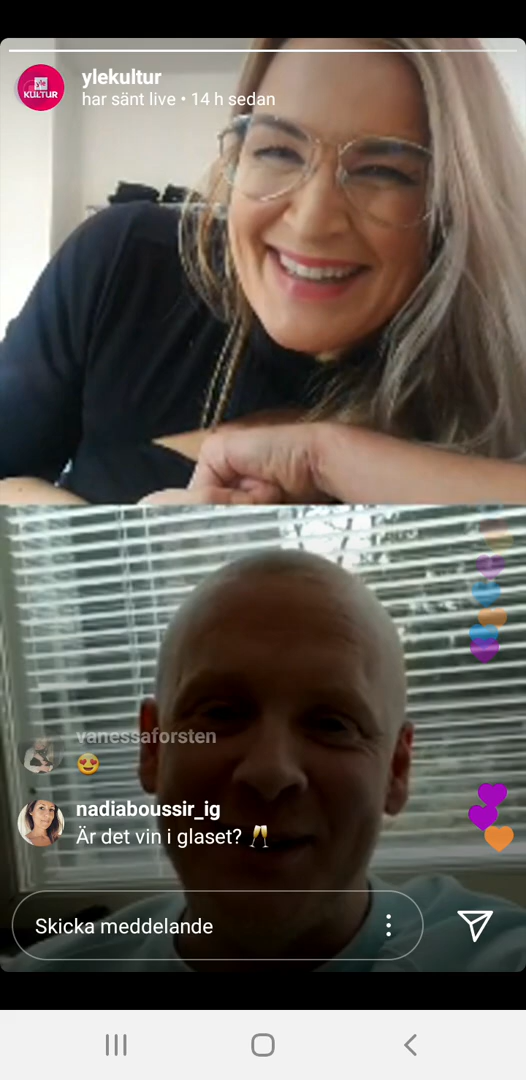 ylekultur
har sänt live • 14 h sedan
yle
KULTUR
vanessaforsten
😍
nadiaboussir_ig
Är det vin i glaset? 🥂
Skicka meddelande